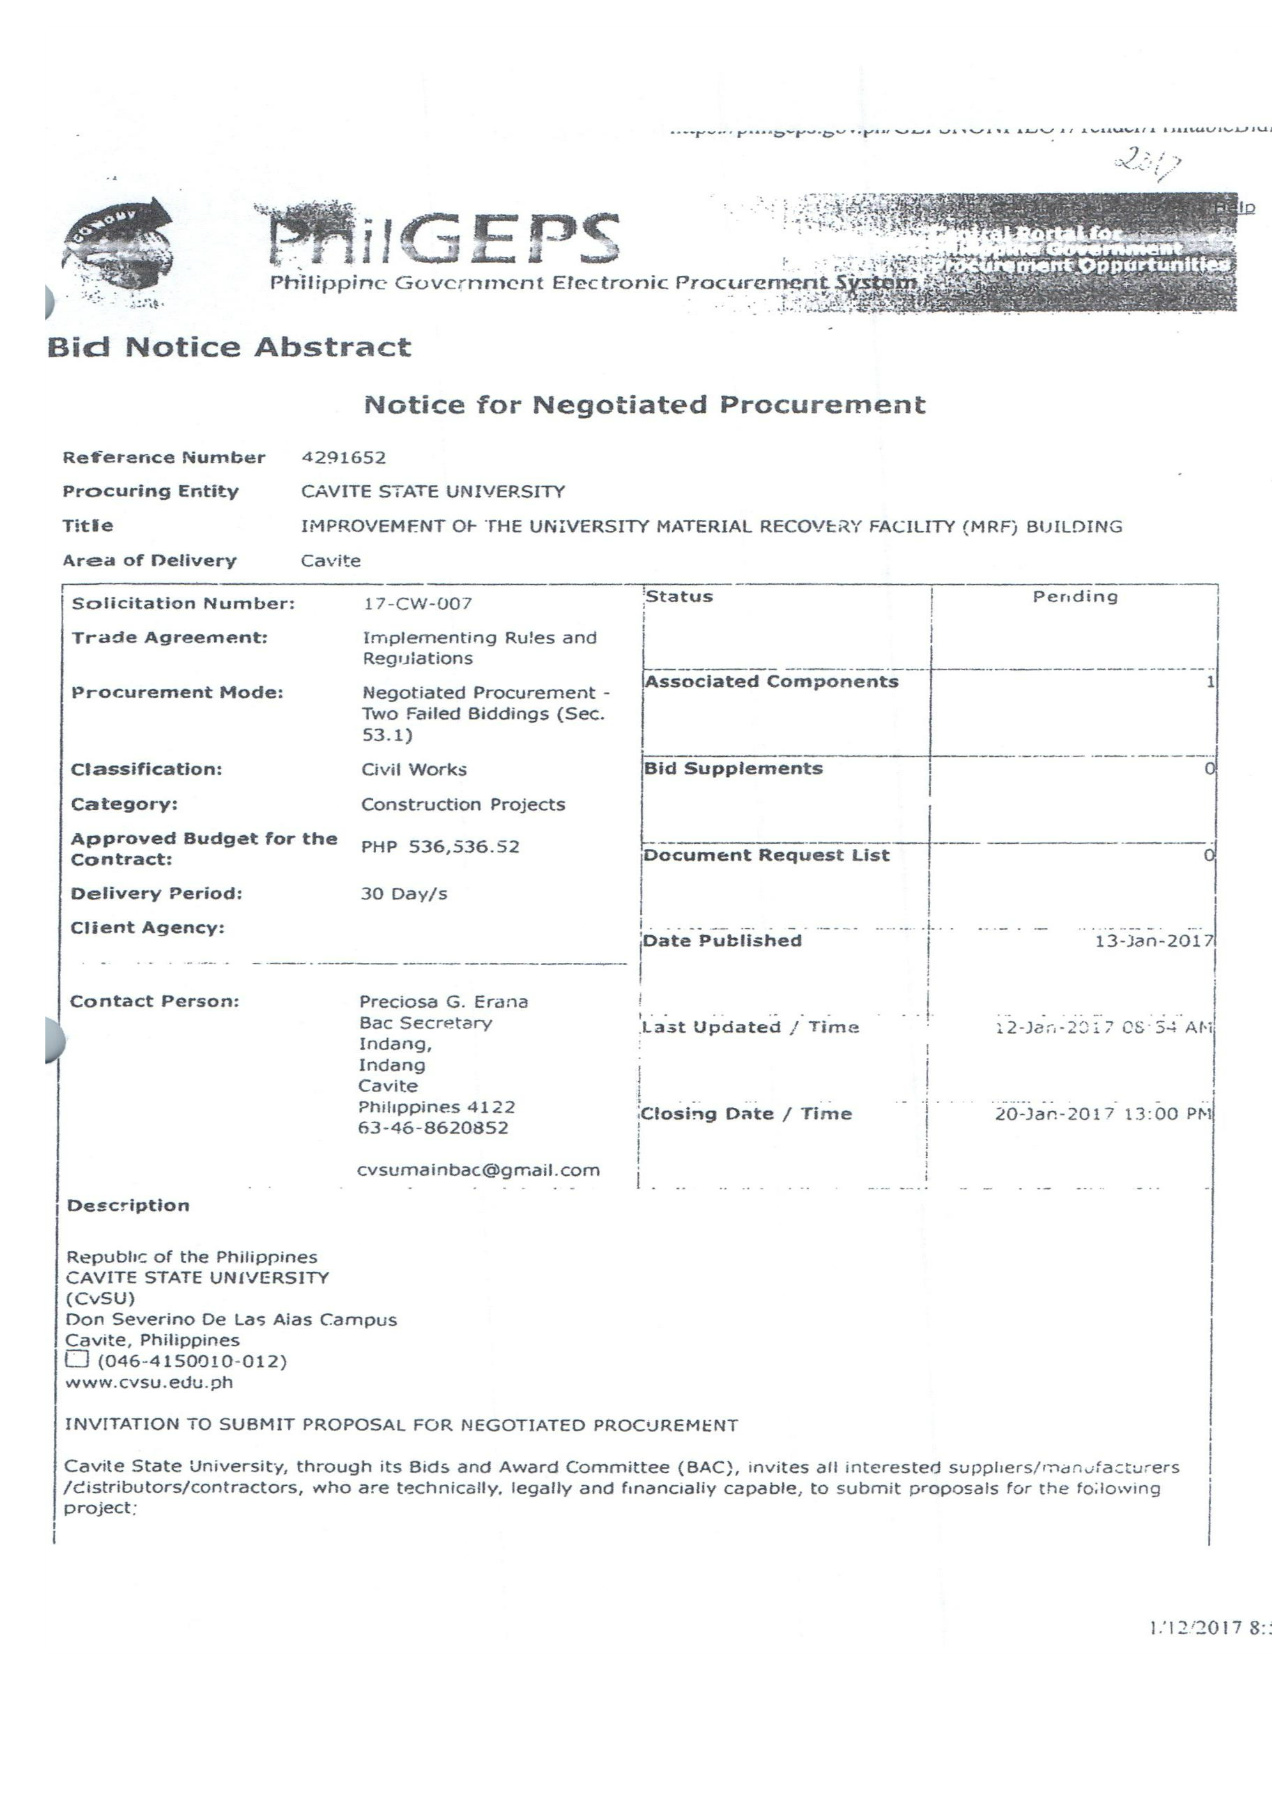 2017
ECONOMY
Help
PhilGEPS
Central Portal for
Philippine Government
Procurement Oppurtunities
Philippine Government Electronic Procurement System
Bid Notice Abstract
Notice for Negotiated Procurement
Reference Number 4291652
Procuring Entity CAVITE STATE UNIVERSITY
Title IMPROVEMENT OF THE UNIVERSITY MATERIAL RECOVERY FACILITY (MRF) BUILDING
Area of Delivery Cavite
Solicitation Number: 17-CW-007
Trade Agreement: Implementing Rules and
Regulations
Procurement Mode: Negotiated Procurement -
Two Failed Biddings (Sec.
53.1)
Classification: Civil Works
Category: Construction Projects
Approved Budget for the
Contract: PHP 536,536.52
Delivery Period: 30 Day/s
Client Agency:
Contact Person: Preciosa G. Erana
Bac Secretary
Indang,
Indang
Cavite
Philippines 4122
63-46-8620852
cvsumainbac@gmail.com
Status Pending
Associated Components 1
Bid Supplements 0
Document Request List 0
Date Published 13-Jan-2017
Last Updated / Time 12-Jan-2017 08:54 AM
Closing Date / Time 20-Jan-2017 13:00 PM
Description
Republic of the Philippines
CAVITE STATE UNIVERSITY
(CvSU)
Don Severino De Las Alas Campus
Cavite, Philippines
☐ (046-4150010-012)
www.cvsu.edu.ph
INVITATION TO SUBMIT PROPOSAL FOR NEGOTIATED PROCUREMENT
Cavite State University, through its Bids and Award Committee (BAC), invites all interested suppliers/manufacturers
/distributors/contractors, who are technically, legally and financially capable, to submit proposals for the following
project:
1/12/2017 8:5